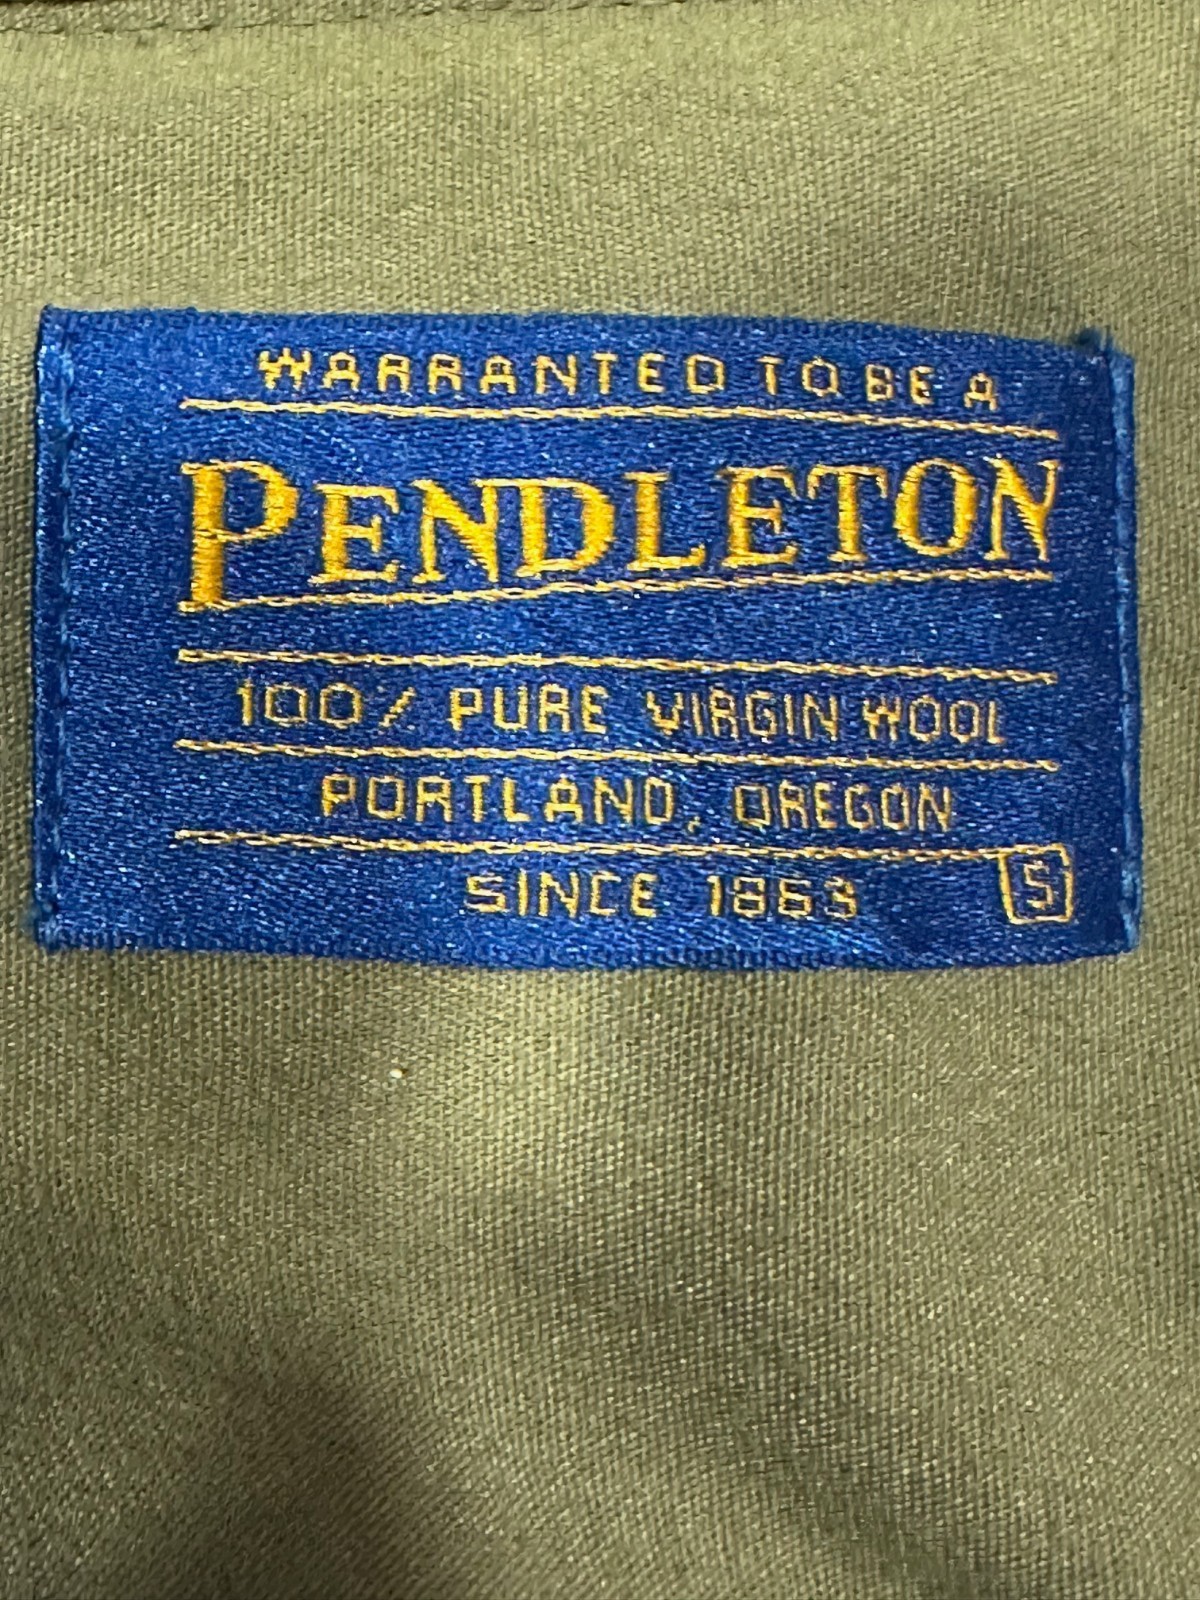 WARRANTED TO BE A
PENDLETON
100% PURE VIRGIN WOOL
PORTLAND, OREGON
SINCE 1863
S